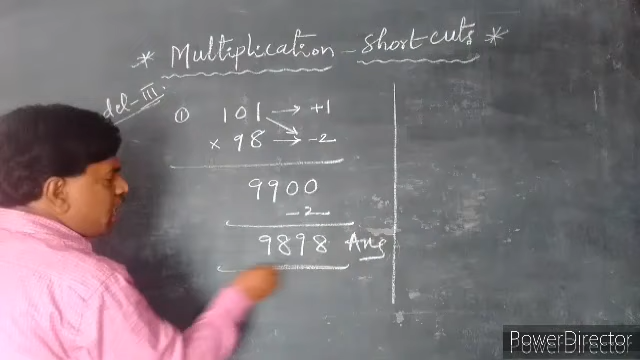 * Multiplication - Short cuts *
del-III.
① 101 → +1
× 98 → -2
9900
-2
9898 Ans
PowerDirector